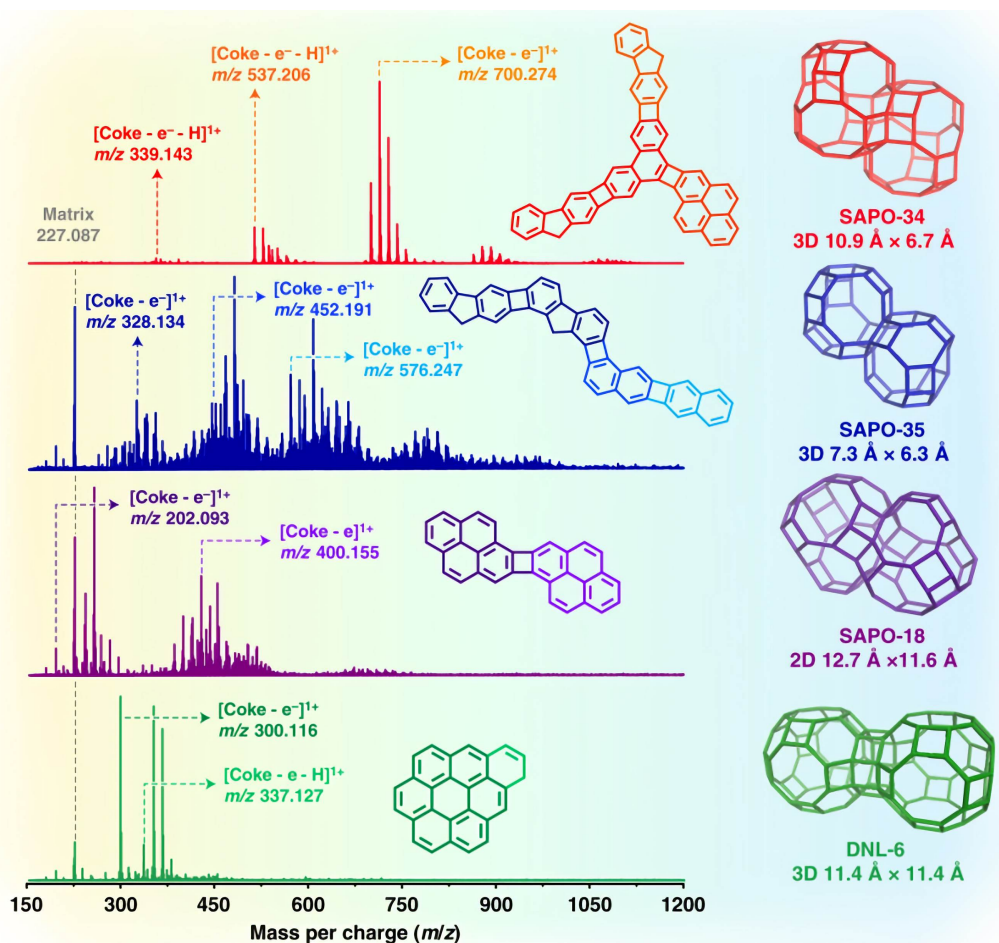 [Coke - e⁻ - H]¹⁺
m/z 537.206
[Coke - e⁻]¹⁺
m/z 700.274
[Coke - e⁻ - H]¹⁺
m/z 339.143
Matrix
227.087
SAPO-34
3D 10.9 Å × 6.7 Å
[Coke - e⁻]¹⁺
m/z 328.134
[Coke - e⁻]¹⁺
m/z 452.191
[Coke - e⁻]¹⁺
m/z 576.247
SAPO-35
3D 7.3 Å × 6.3 Å
[Coke - e⁻]¹⁺
m/z 202.093
[Coke - e]¹⁺
m/z 400.155
SAPO-18
2D 12.7 Å ×11.6 Å
[Coke - e⁻]¹⁺
m/z 300.116
[Coke - e - H]¹⁺
m/z 337.127
DNL-6
3D 11.4 Å × 11.4 Å
150 300 450 600 750 900 1050 1200
Mass per charge (m/z)